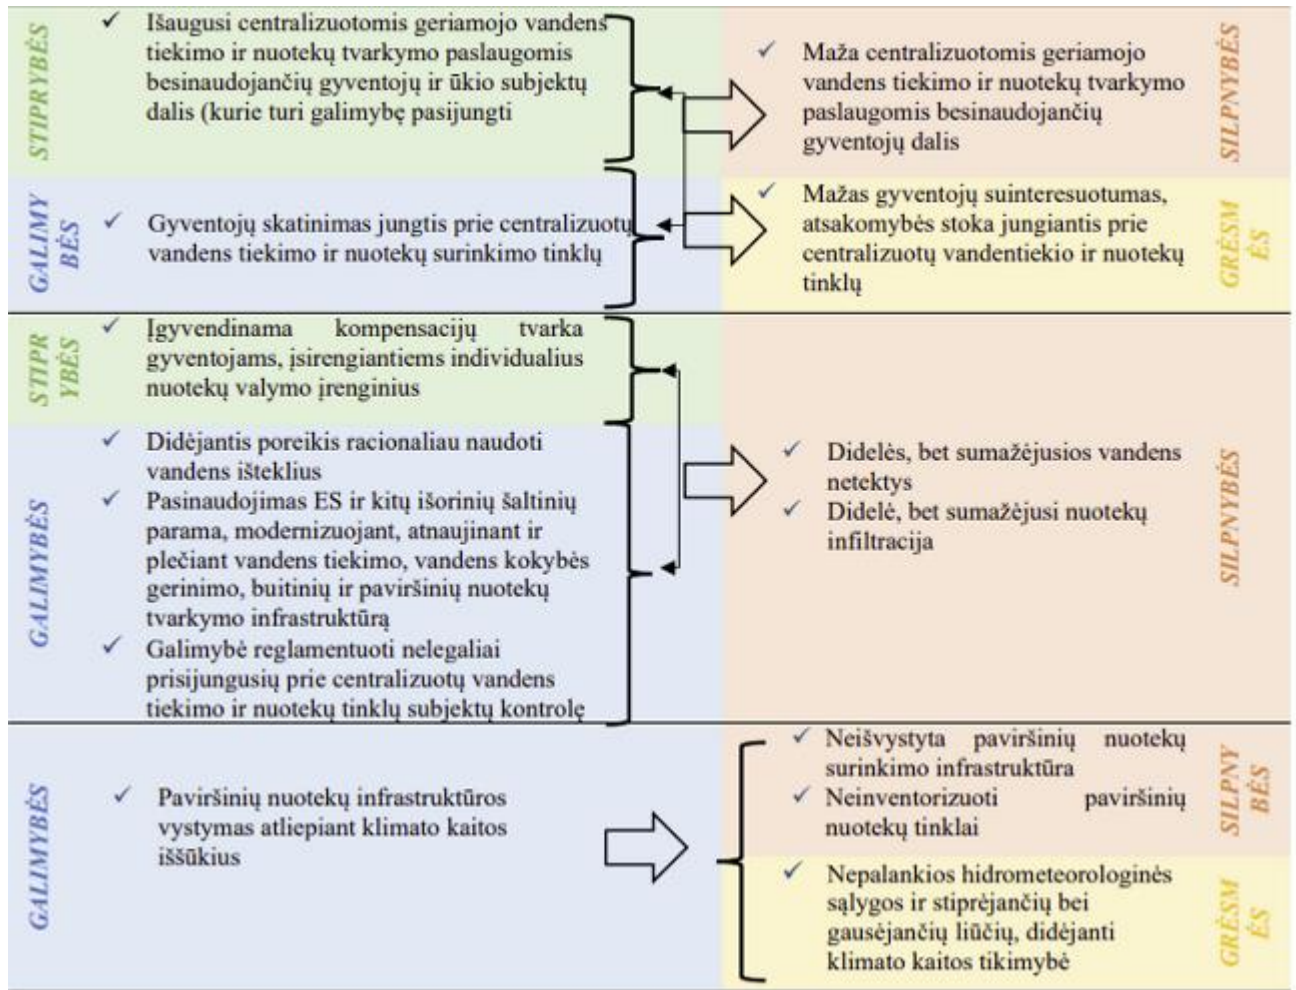 STIPRYBĖS
Išaugusi centralizuotomis geriamojo vandens
tiekimo ir nuotekų tvarkymo paslaugomis
besinaudojančių gyventojų ir ūkio subjektų
dalis (kurie turi galimybę pasijungti
Maža centralizuotomis geriamojo
vandens tiekimo ir nuotekų tvarkymo
paslaugomis besinaudojančių
gyventojų dalis
SILPNYBĖS
GALIMY
BĖS
Gyventojų skatinimas jungtis prie centralizuotų
vandens tiekimo ir nuotekų surinkimo tinklų
Mažas gyventojų suinteresuotumas,
atsakomybės stoka jungiantis prie
centralizuotų vandentiekio ir nuotekų
tinklų
GRĖSM
ĖS
STIPR
YBĖS
Įgyvendinama kompensacijų tvarka
gyventojams, įsirengiantiems individualius
nuotekų valymo įrenginius
GALIMYBĖS
Didėjantis poreikis racionaliau naudoti
vandens išteklius
Pasinaudojimas ES ir kitų išorinių šaltinių
parama, modernizuojant, atnaujinant ir
plečiant vandens tiekimo, vandens kokybės
gerinimo, buitinių ir paviršinių nuotekų
tvarkymo infrastruktūrą
Galimybė reglamentuoti nelegaliai
prisijungusių prie centralizuotų vandens
tiekimo ir nuotekų tinklų subjektų kontrolę
Didelės, bet sumažėjusios vandens
netektys
Didelė, bet sumažėjusi nuotekų
infiltracija
SILPNYBĖS
GALIMYBĖS
Paviršinių nuotekų infrastruktūros
vystymas atliepiant klimato kaitos
iššūkius
Neišvystyta paviršinių nuotekų
surinkimo infrastruktūra
Neinventorizuoti paviršinių
nuotekų tinklai
SILPNY
BĖS
Nepalankios hidrometeorologinės
sąlygos ir stiprėjančių bei
gausėjančių liūčių, didėjanti
klimato kaitos tikimybė
GRĖSM
ĖS